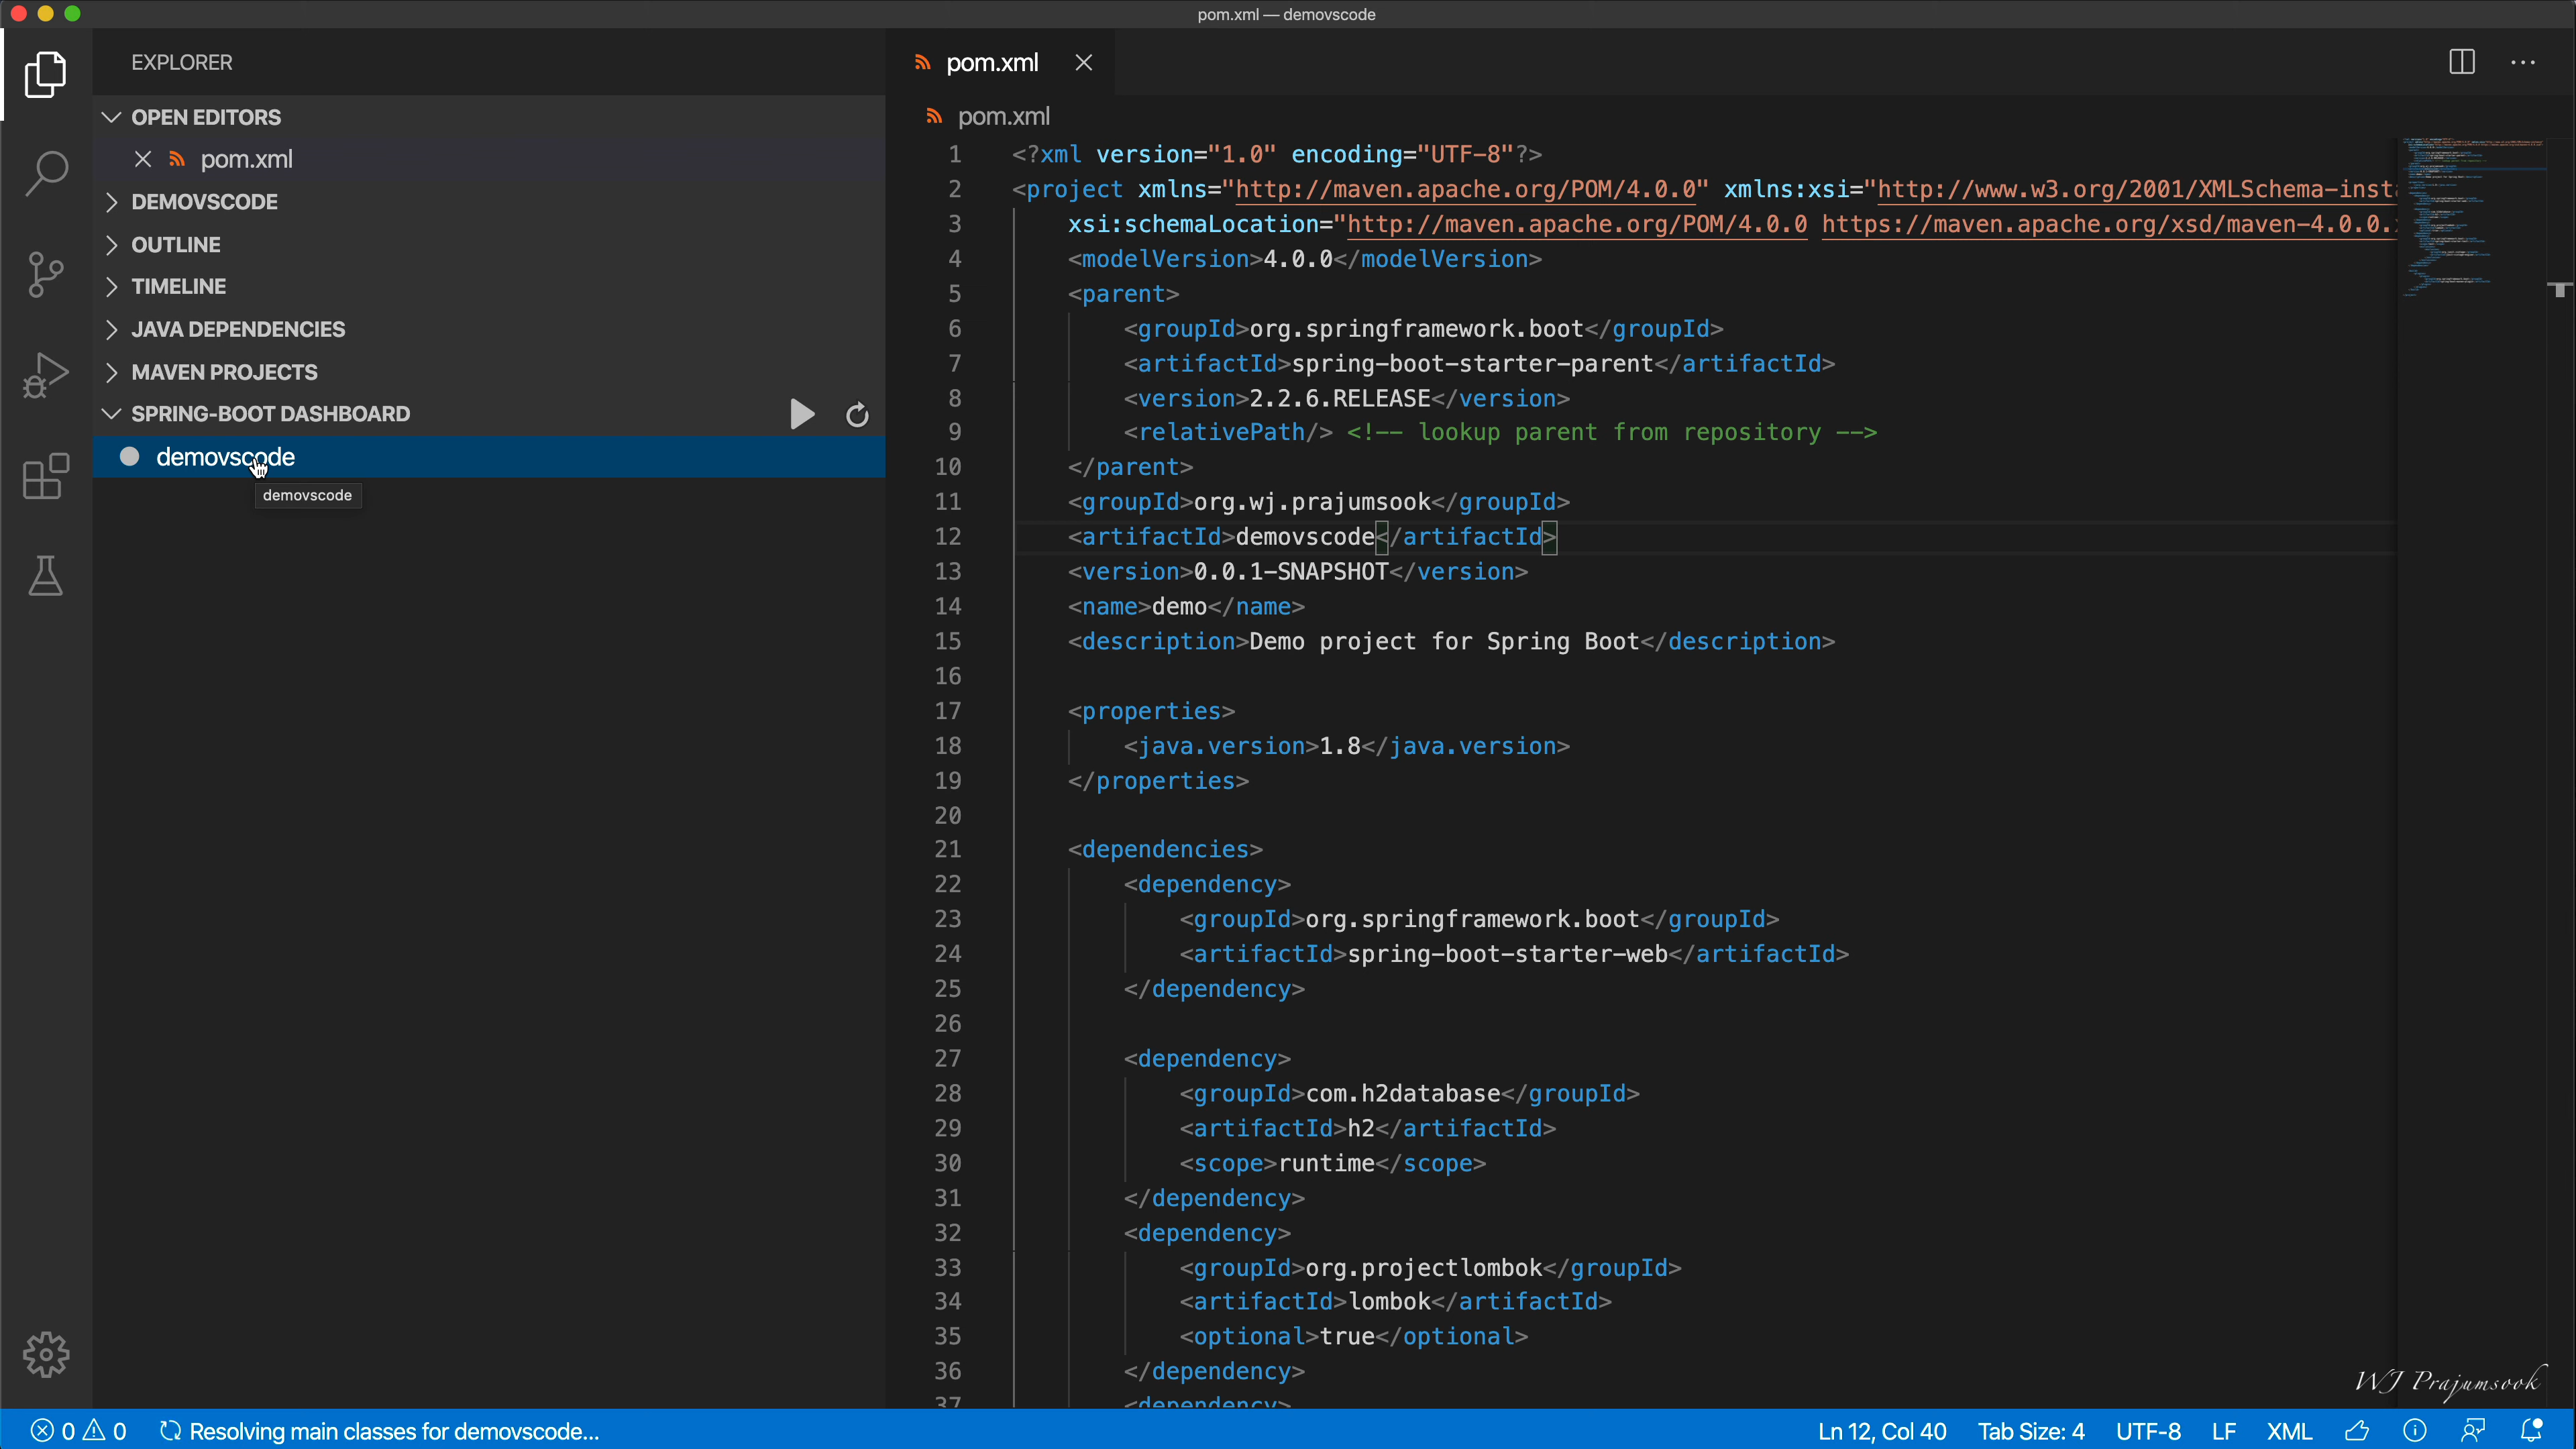 pom.xml — demovscode
EXPLORER
OPEN EDITORS
pom.xml
DEMOVSCODE
OUTLINE
TIMELINE
JAVA DEPENDENCIES
MAVEN PROJECTS
SPRING-BOOT DASHBOARD
demovscode
demovscode
pom.xml
pom.xml
1 <?xml version="1.0" encoding="UTF-8"?>
2 <project xmlns="http://maven.apache.org/POM/4.0.0" xmlns:xsi="http://www.w3.org/2001/XMLSchema-insta
3 xsi:schemaLocation="http://maven.apache.org/POM/4.0.0 https://maven.apache.org/xsd/maven-4.0.0.
4 <modelVersion>4.0.0</modelVersion>
5 <parent>
6 <groupId>org.springframework.boot</groupId>
7 <artifactId>spring-boot-starter-parent</artifactId>
8 <version>2.2.6.RELEASE</version>
9 <relativePath/> <!-- lookup parent from repository -->
10 </parent>
11 <groupId>org.wj.prajumsook</groupId>
12 <artifactId>demovscode</artifactId>
13 <version>0.0.1-SNAPSHOT</version>
14 <name>demo</name>
15 <description>Demo project for Spring Boot</description>
16
17 <properties>
18 <java.version>1.8</java.version>
19 </properties>
20
21 <dependencies>
22 <dependency>
23 <groupId>org.springframework.boot</groupId>
24 <artifactId>spring-boot-starter-web</artifactId>
25 </dependency>
26
27 <dependency>
28 <groupId>com.h2database</groupId>
29 <artifactId>h2</artifactId>
30 <scope>runtime</scope>
31 </dependency>
32 <dependency>
33 <groupId>org.projectlombok</groupId>
34 <artifactId>lombok</artifactId>
35 <optional>true</optional>
36 </dependency>
37 <dependency>
WJ Prajumsook
0 0 Resolving main classes for demovscode...
Ln 12, Col 40 Tab Size: 4 UTF-8 LF XML